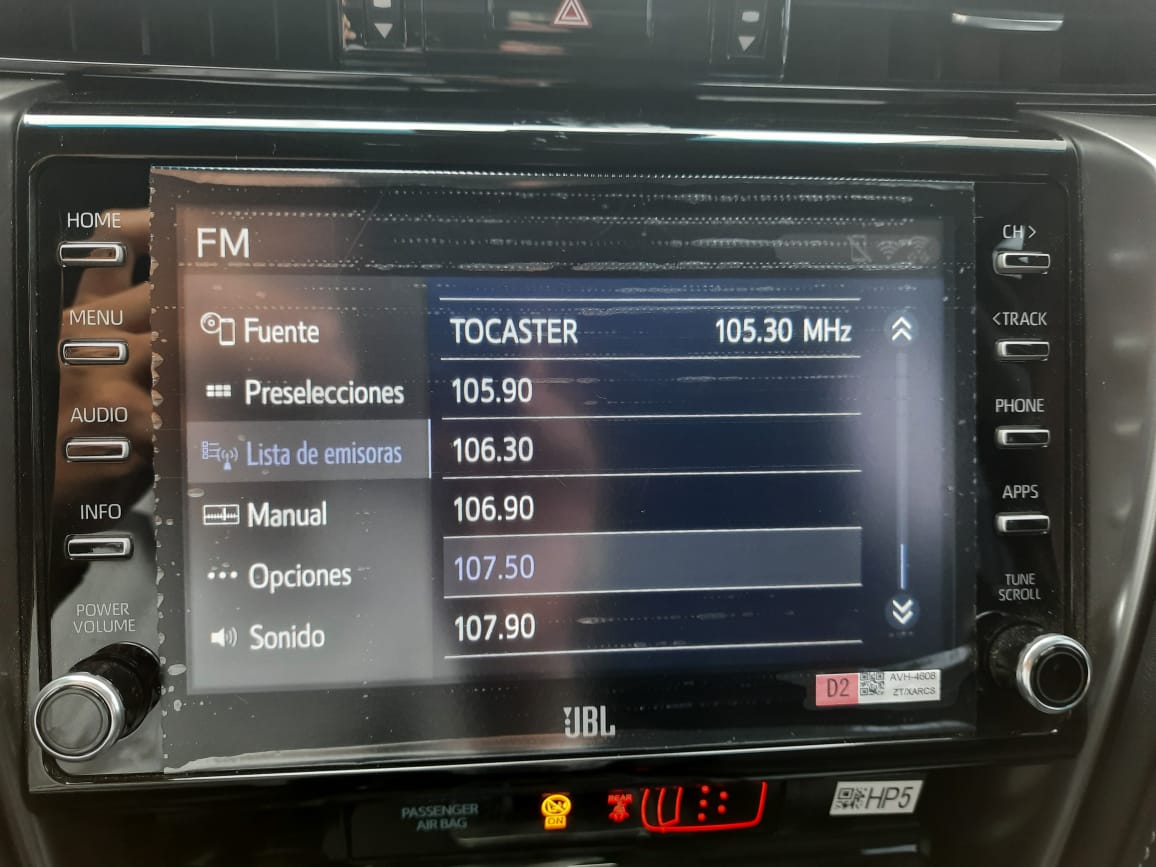 HOME
MENU
AUDIO
INFO
POWER
VOLUME
FM
Fuente
Preselecciones
Lista de emisoras
Manual
Opciones
Sonido
TOCASTER 105.30 MHz
105.90
106.30
106.90
107.50
107.90
CH >
< TRACK
PHONE
APPS
TUNE
SCROLL
D2
AVH-4608
ZT/XARCS
JBL
PASSENGER
AIR BAG
ON
REAR
HP5